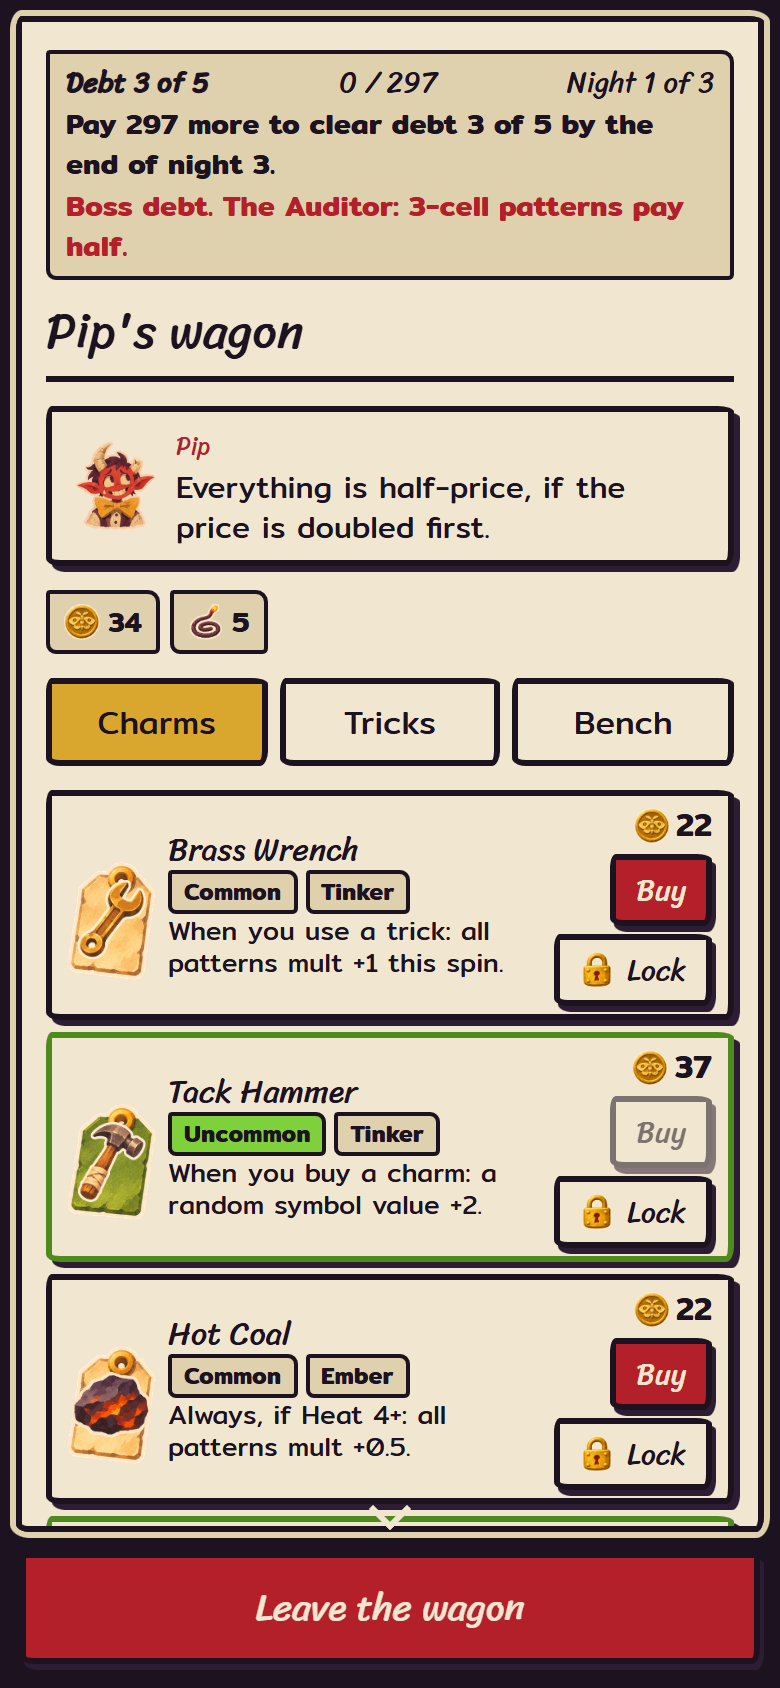 Debt 3 of 5 0 / 297 Night 1 of 3
Pay 297 more to clear debt 3 of 5 by the
end of night 3.
Boss debt. The Auditor: 3-cell patterns pay
half.
Pip's wagon
Pip
Everything is half-price, if the
price is doubled first.
34 5
Charms Tricks Bench
22
Brass Wrench
Buy
Common Tinker
When you use a trick: all
patterns mult +1 this spin.
Lock
37
Tack Hammer
Buy
Uncommon Tinker
When you buy a charm: a
random symbol value +2.
Lock
22
Hot Coal
Buy
Common Ember
Always, if Heat 4+: all
patterns mult +0.5.
Lock
Leave the wagon